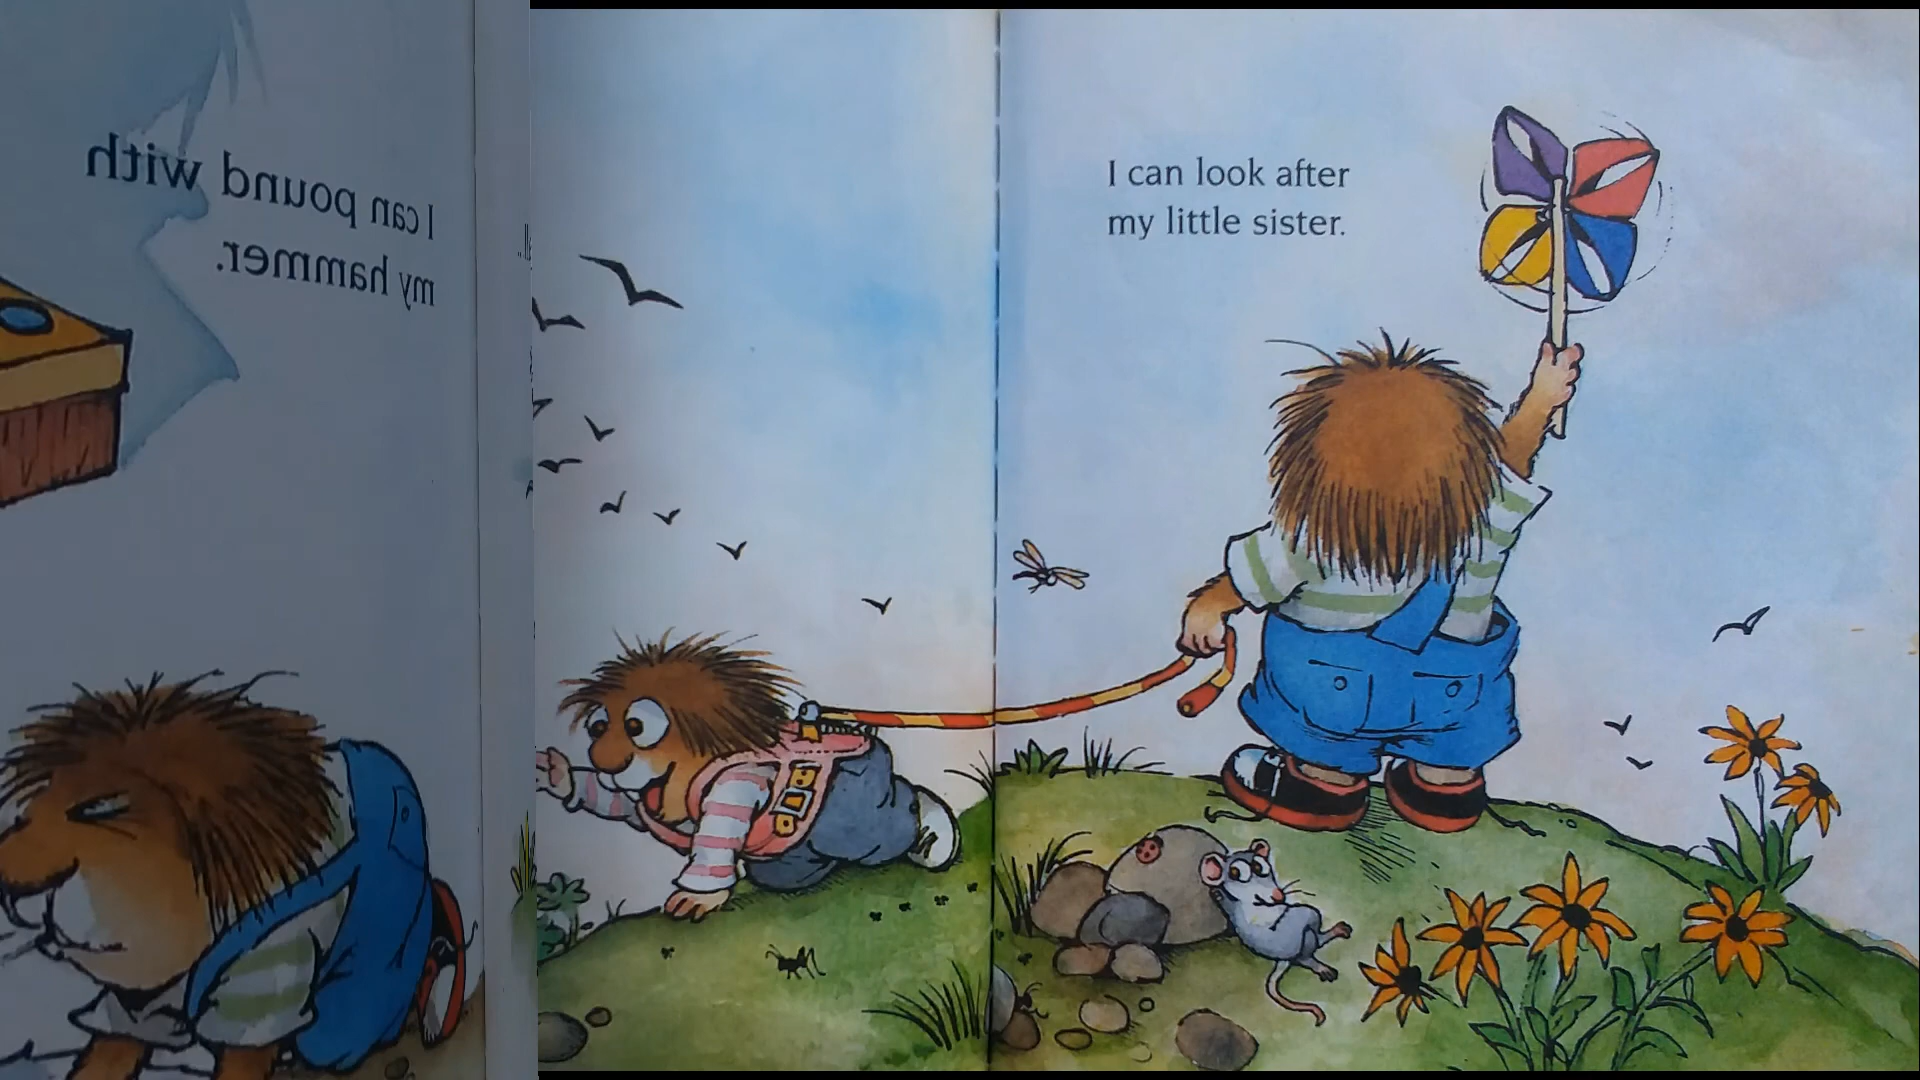 I can pound with
my hammer.
I can look after
my little sister.